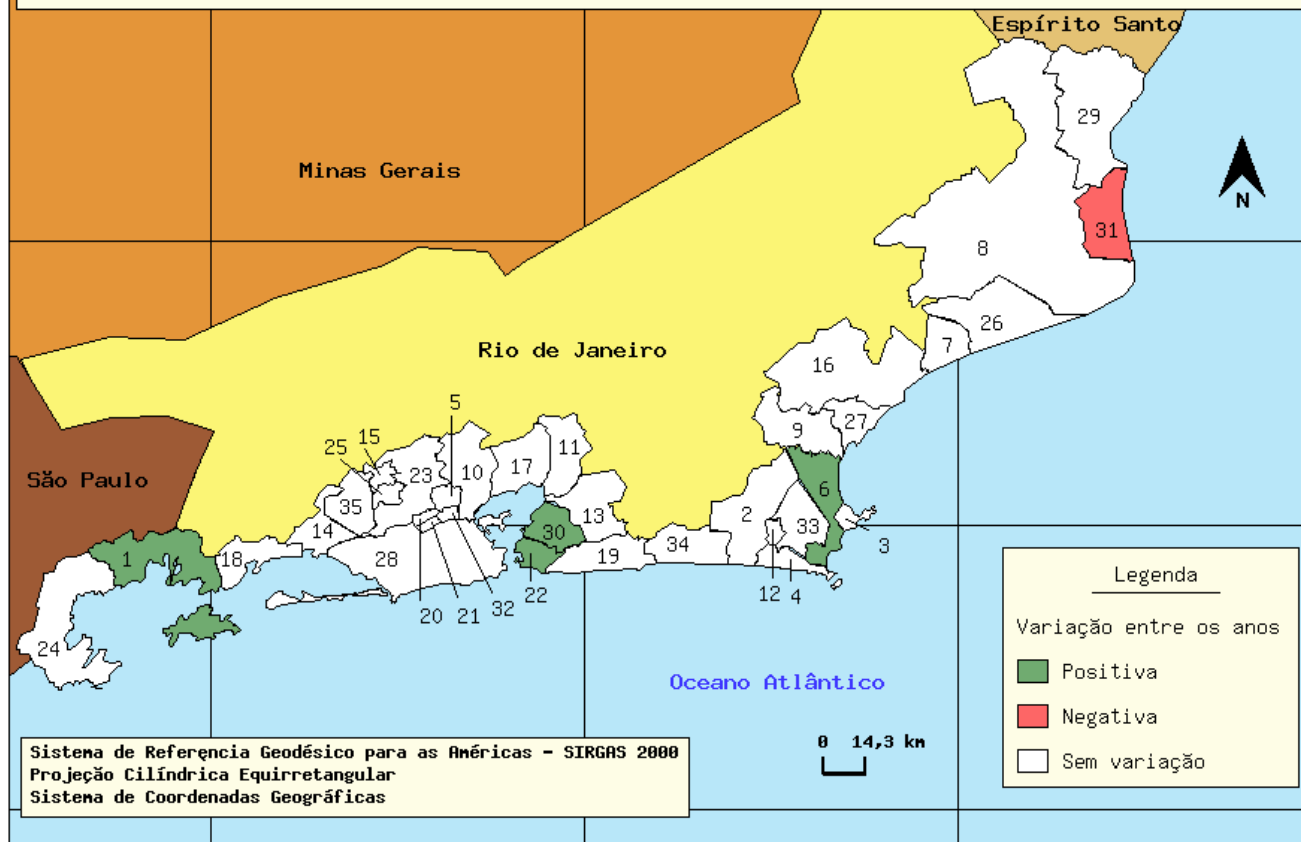 Espírito Santo
29
Minas Gerais
N
31
8
26
Rio de Janeiro
7
16
5
15
25
27
9
11
17
23
10
São Paulo
35
6
2
13
33
14
30
3
1
18
28
19
34
22
12
4
32
20
21
24
Legenda
Variação entre os anos
Positiva
Negativa
Sem variação
Oceano Atlântico
0 14,3 km
Sistema de Referençia Geodésico para as Américas - SIRGAS 2000
Projeção Cilíndrica Equirretangular
Sistema de Coordenadas Geográficas